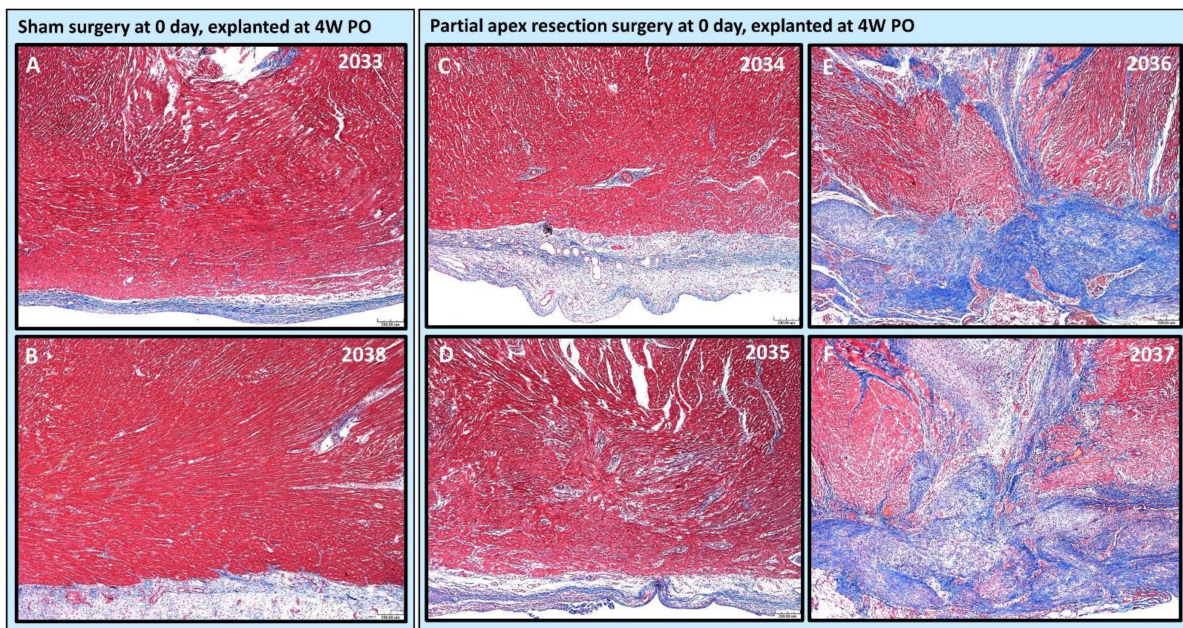 Sham surgery at 0 day, explanted at 4W PO
Partial apex resection surgery at 0 day, explanted at 4W PO
A
2033
C
2034
E
2036
B
2038
D
2035
F
2037